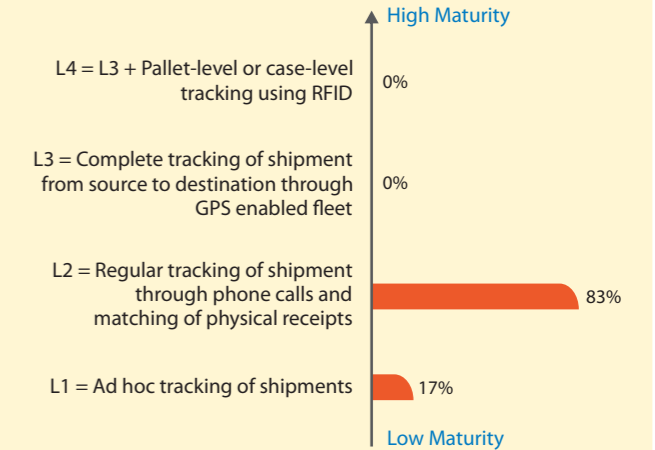 High Maturity
L4 = L3 + Pallet-level or case-level
tracking using RFID
0%
L3 = Complete tracking of shipment
from source to destination through
GPS enabled fleet
0%
L2 = Regular tracking of shipment
through phone calls and
matching of physical receipts
83%
L1 = Ad hoc tracking of shipments
17%
Low Maturity